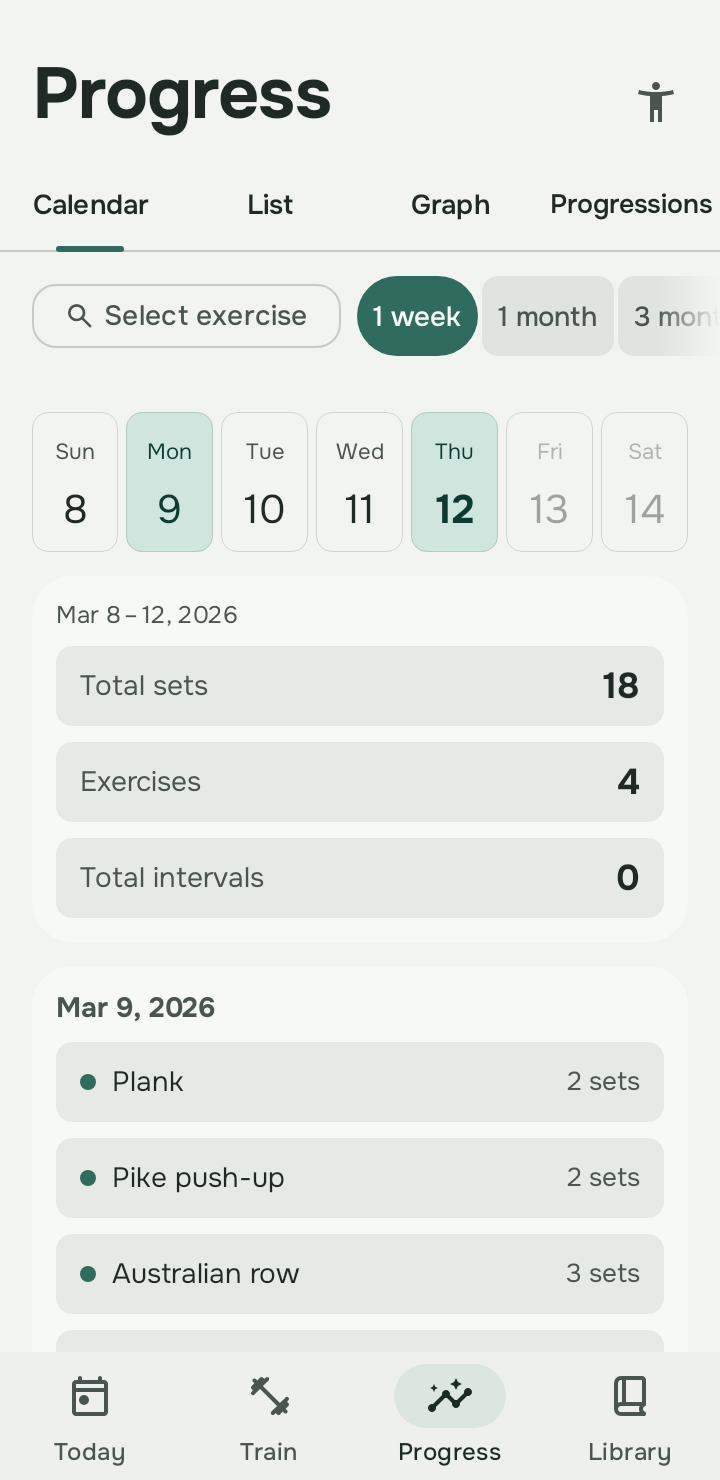 Progress
Calendar List Graph Progressions
Select exercise 1 week 1 month 3 mont
Sun Mon Tue Wed Thu Fri Sat
8 9 10 11 12 13 14
Mar 8 – 12, 2026
Total sets 18
Exercises 4
Total intervals 0
Mar 9, 2026
Plank 2 sets
Pike push-up 2 sets
Australian row 3 sets
Today Train Progress Library